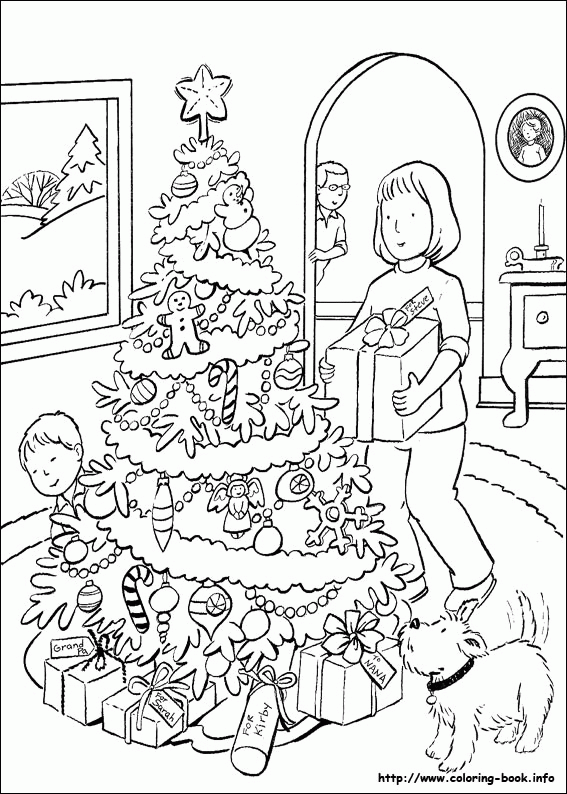 for
Steve
Grand
Pa
for
Sarah
FOR
Kirby
to
NANA
http://www.coloring-book.info